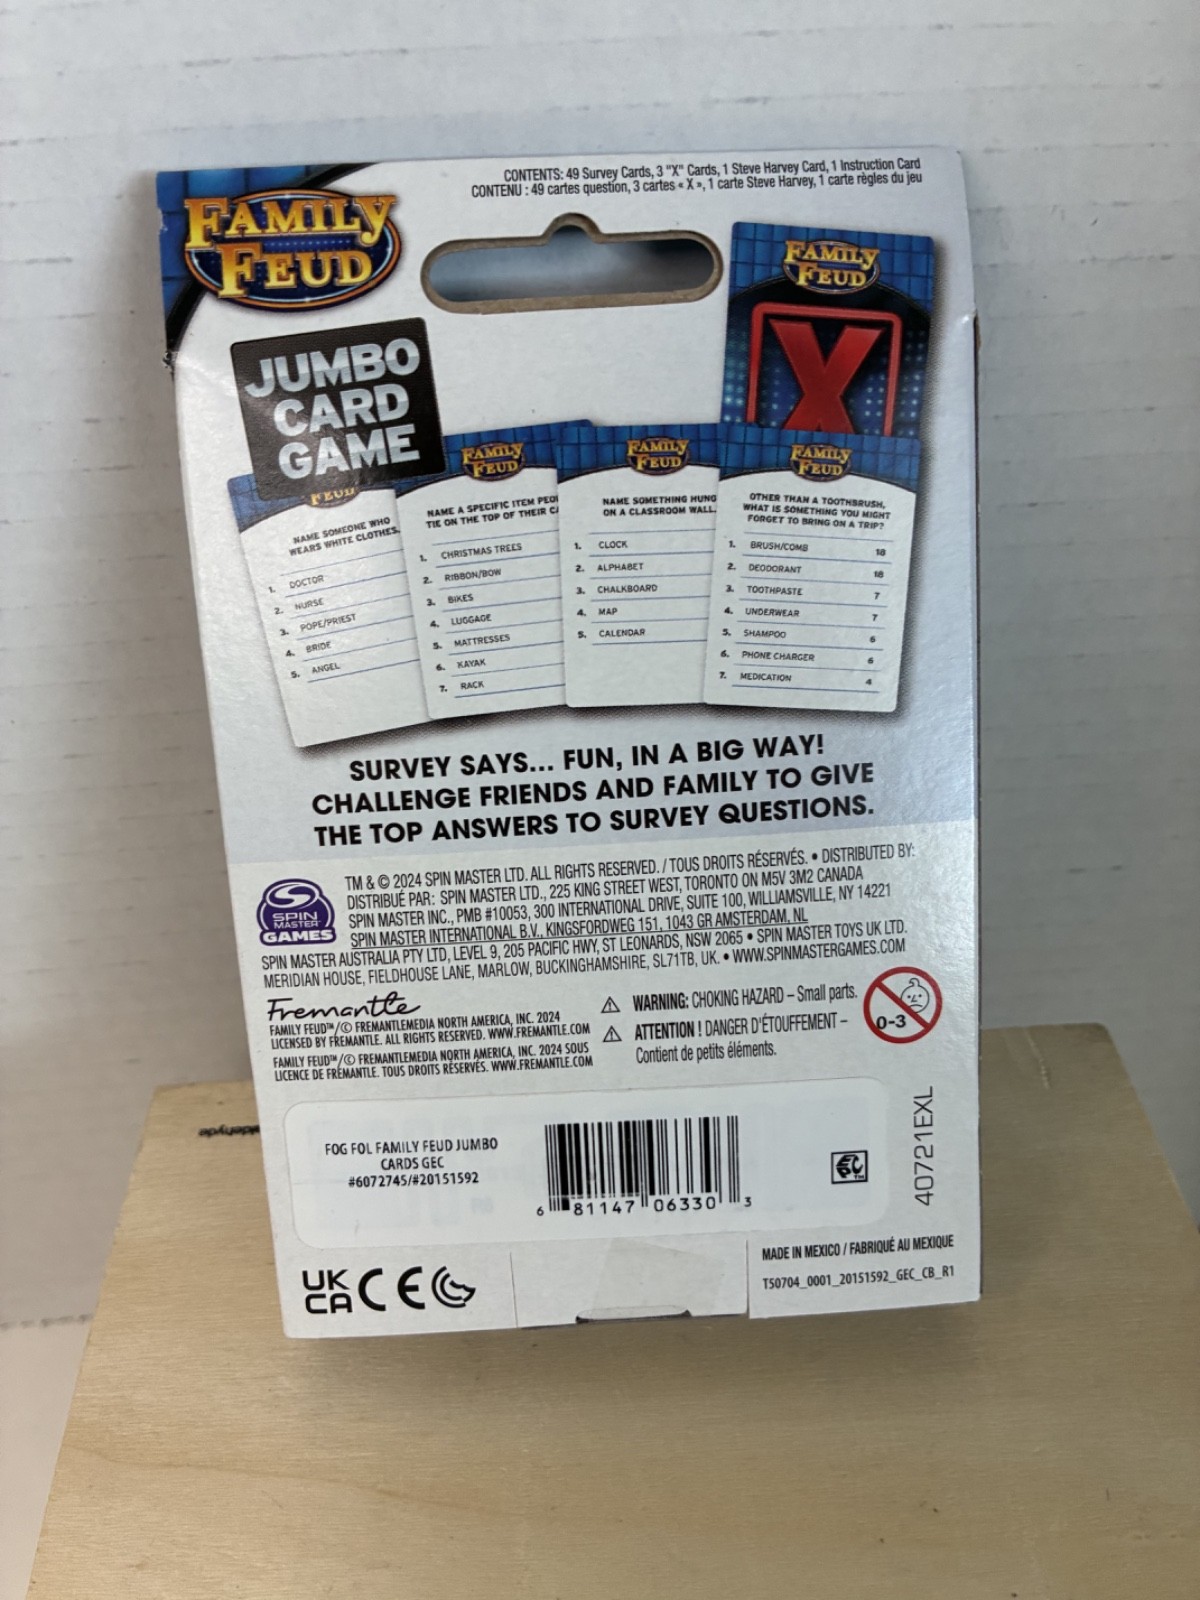 CONTENTS: 49 Survey Cards, 3 "X" Cards, 1 Steve Harvey Card, 1 Instruction Card
CONTENU : 49 cartes question, 3 cartes « X », 1 carte Steve Harvey, 1 carte règles du jeu
FAMILY
FEUD
JUMBO
CARD
GAME
FAMILY
FEUD
X
FEUD
NAME SOMEONE WHO
WEARS WHITE CLOTHES.
1. DOCTOR
2. NURSE
3. POPE/PRIEST
4. BRIDE
5. ANGEL
FAMILY
FEUD
NAME A SPECIFIC ITEM
TIE ON THE TOP OF THEIR
1. CHRISTMAS TREES
2. RIBBON/BOW
3. BIKES
4. LUGGAGE
5. MATTRESSES
6. KAYAK
7. RACK
FAMILY
FEUD
NAME SOMETHING HUNG
ON A CLASSROOM WALL.
1. CLOCK
2. ALPHABET
3. CHALKBOARD
4. MAP
5. CALENDAR
FAMILY
FEUD
OTHER THAN A TOOTHBRUSH,
WHAT IS SOMETHING YOU MIGHT
FORGET TO BRING ON A TRIP?
1. BRUSH/COMB 18
2. DEODORANT 18
3. TOOTHPASTE 7
4. UNDERWEAR 7
5. SHAMPOO 6
6. PHONE CHARGER 6
7. MEDICATION 4
SURVEY SAYS... FUN, IN A BIG WAY!
CHALLENGE FRIENDS AND FAMILY TO GIVE
THE TOP ANSWERS TO SURVEY QUESTIONS.
SPIN
MASTER
GAMES
TM & © 2024 SPIN MASTER LTD. ALL RIGHTS RESERVED. / TOUS DROITS RÉSERVÉS. • DISTRIBUTED BY:
DISTRIBUÉ PAR: SPIN MASTER LTD., 225 KING STREET WEST, TORONTO ON M5V 3M2 CANADA
SPIN MASTER INC., PMB #10053, 300 INTERNATIONAL DRIVE, SUITE 100, WILLIAMSVILLE, NY 14221
SPIN MASTER INTERNATIONAL B.V., KINGSFORDWEG 151, 1043 GR AMSTERDAM, NL
SPIN MASTER AUSTRALIA PTY LTD, LEVEL 9, 205 PACIFIC HWY, ST LEONARDS, NSW 2065 • SPIN MASTER TOYS UK LTD.
MERIDIAN HOUSE, FIELDHOUSE LANE, MARLOW, BUCKINGHAMSHIRE, SL71TB, UK. • WWW.SPINMASTERGAMES.COM
Fremantle
FAMILY FEUD™/© FREMANTLEMEDIA NORTH AMERICA, INC. 2024
LICENSED BY FREMANTLE. ALL RIGHTS RESERVED. WWW.FREMANTLE.COM
FAMILY FEUD™/© FREMANTLEMEDIA NORTH AMERICA, INC. 2024 SOUS
LICENCE DE FREMANTLE. TOUS DROITS RÉSERVÉS. WWW.FREMANTLE.COM
WARNING: CHOKING HAZARD – Small parts.
ATTENTION ! DANGER D'ÉTOUFFEMENT –
Contient de petits éléments.
0-3
FOG FOL FAMILY FEUD JUMBO
CARDS GEC
#6072745/#20151592
6 81147 06330 3
40721EXL
UK
CA CE
MADE IN MEXICO / FABRIQUÉ AU MEXIQUE
T50704_0001_20151592_GEC_CB_R1